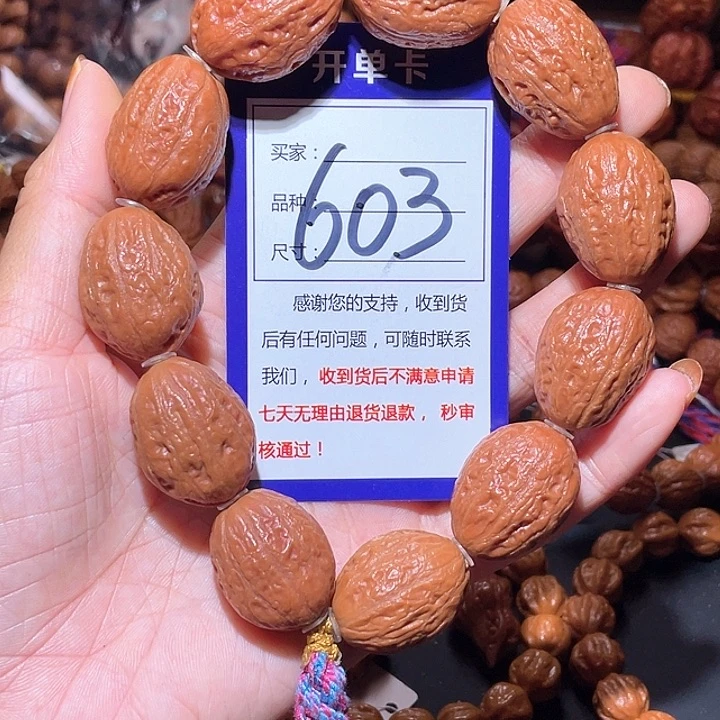 开单卡
买家：
品种：
603
尺寸：
感谢您的支持，收到货
后有任何问题，可随时联系
我们，收到货后不满意申请
七天无理由退货退款，秒审
核通过！